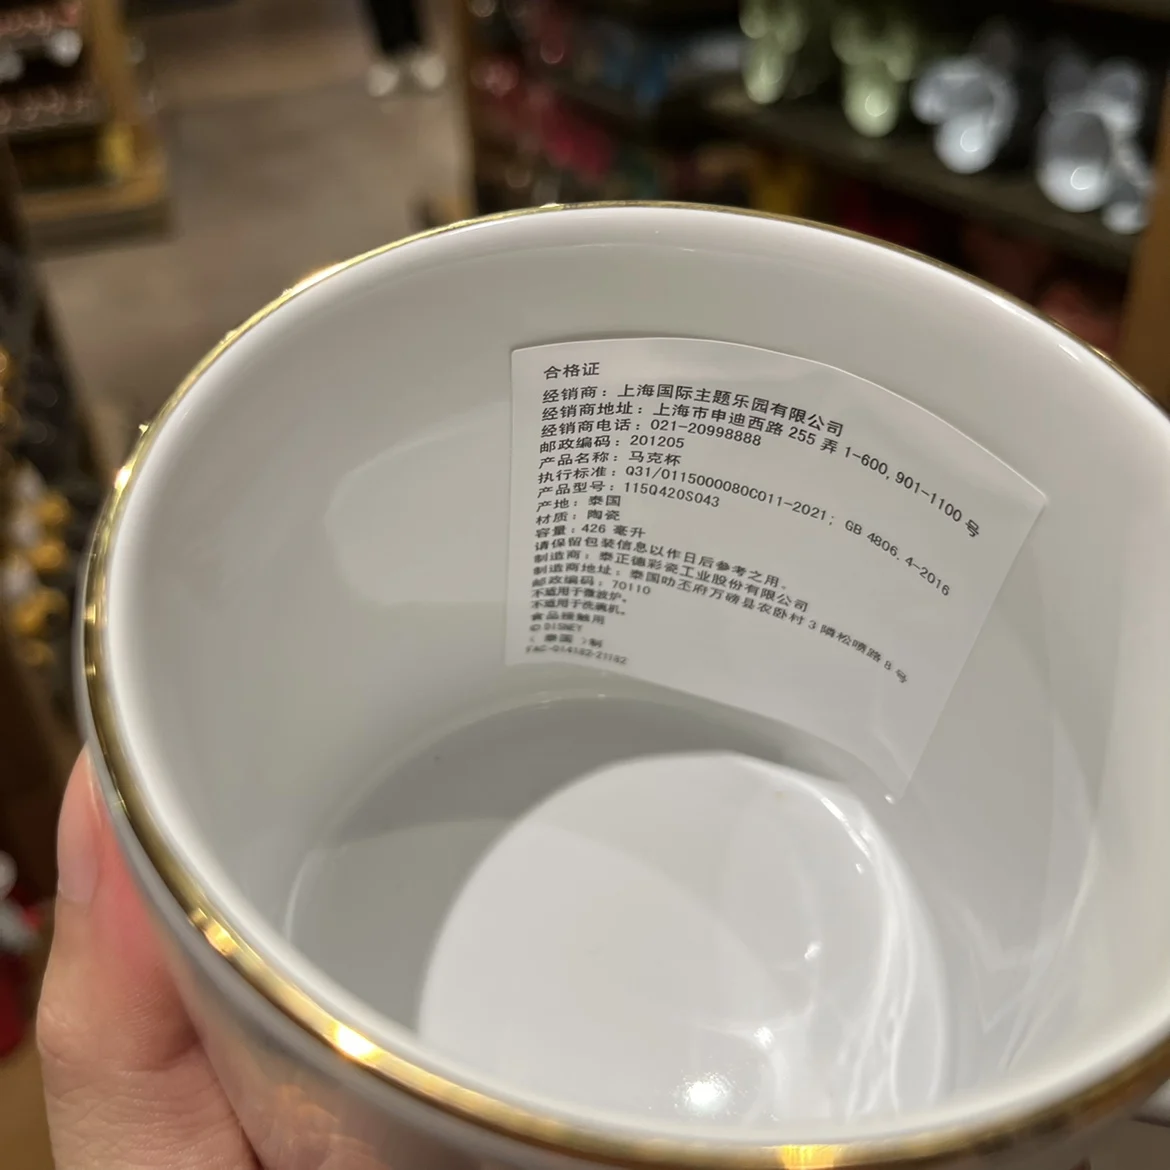 合格证
经销商：上海国际主题乐园有限公司
经销商地址：上海市申迪西路 255 弄 1-600, 901-1100 号
经销商电话：021-20998888
邮政编码：201205
产品名称：马克杯
执行标准：Q31/0115000080C011-2021; GB 4806.4-2016
产品型号：115Q420S043
产地：泰国
材质：陶瓷
容量：426 毫升
请保留包装信息以作日后参考之用。
制造商：泰正德彩瓷工业股份有限公司
制造商地址：泰国叻丕府万磅县农卧村 3 隣松喷路 8 号
邮政编码：70110
不适用于微波炉。
不适用于洗碗机。
食品接触用
© DISNEY
（ 泰国 ）制
FAC-014182-21182